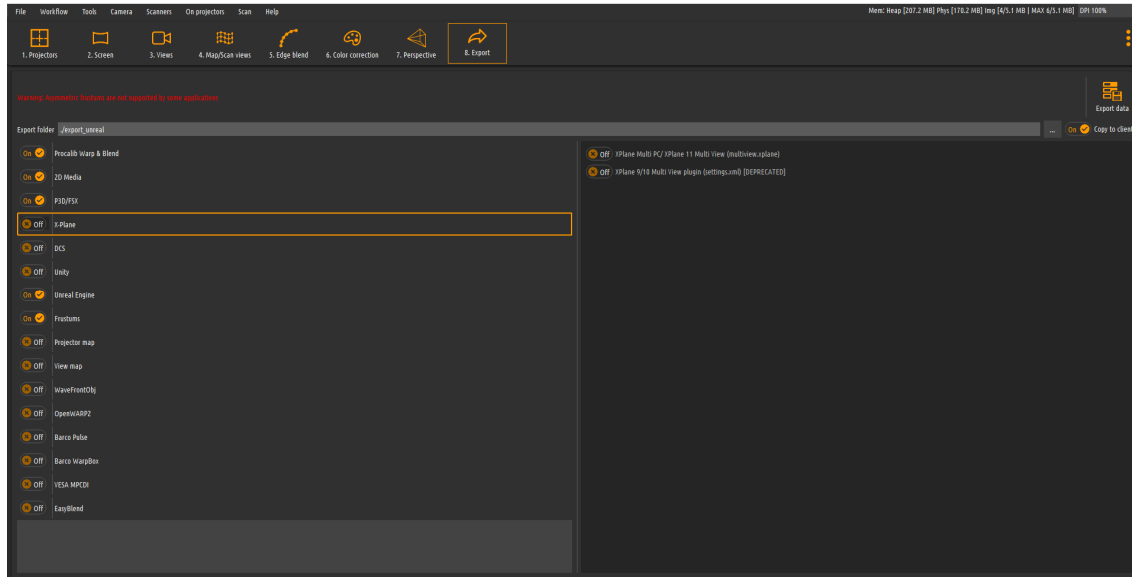 File Workflow Tools Camera Scanners On projectors Scan Help Mem: Heap [207.2 MB] Phys [170.2 MB] Img [4/5.1 MB | MAX 6/5.1 MB] DPI 100%
1. Projectors 2. Screen 3. Views 4. Map/Scan views 5. Edge blend 6. Color correction 7. Perspective 8. Export
Warning! Asymmetric frustums are not supported by some applications
Export data
Export folder ./export_unreal ... On Copy to client
On Procalib Warp & Blend
Off XPlane Multi PC/ XPlane 11 Multi View (multiview.xplane)
Off XPlane 9/10 Multi View plugin (settings.xml) [DEPRECATED]
On 2D Media
On P3D/FSX
Off X-Plane
Off DCS
Off Unity
On Unreal Engine
On Frustums
Off Projector map
Off View map
Off WaveFrontObj
Off OpenWARP2
Off Barco Pulse
Off Barco WarpBox
Off VESA MPCDI
Off EasyBlend